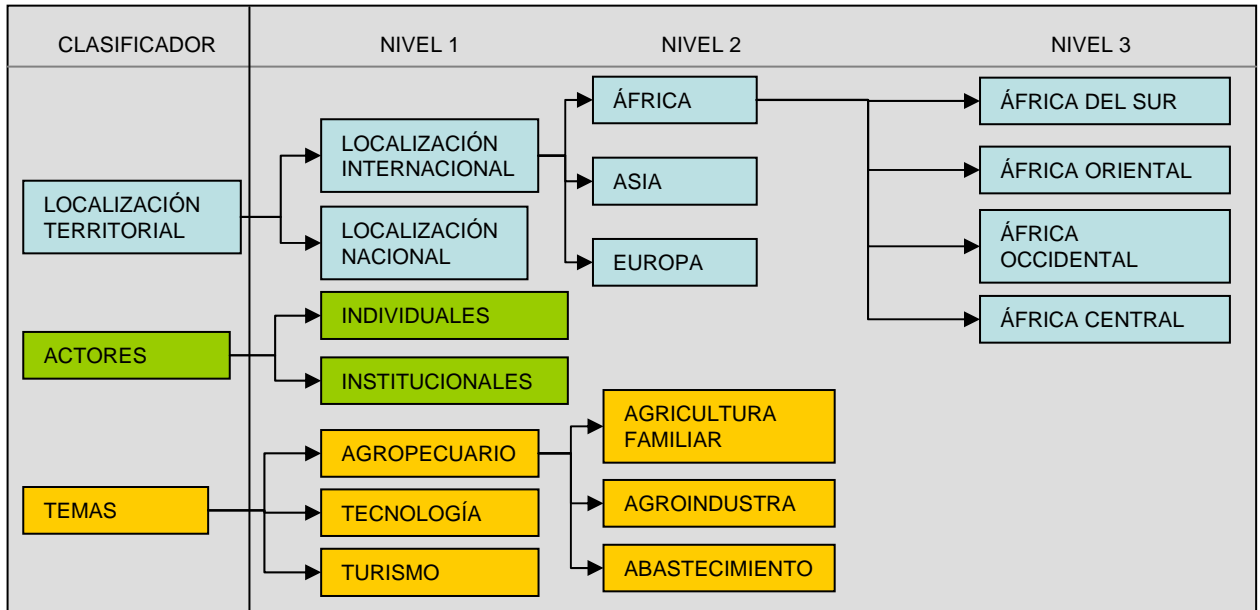 CLASIFICADOR
NIVEL 1
NIVEL 2
NIVEL 3
LOCALIZACIÓN
TERRITORIAL
LOCALIZACIÓN
INTERNACIONAL
LOCALIZACIÓN
NACIONAL
ÁFRICA
ASIA
EUROPA
ÁFRICA DEL SUR
ÁFRICA ORIENTAL
ÁFRICA
OCCIDENTAL
ÁFRICA CENTRAL
ACTORES
INDIVIDUALES
INSTITUCIONALES
TEMAS
AGROPECUARIO
TECNOLOGÍA
TURISMO
AGRICULTURA
FAMILIAR
AGROINDUSTRA
ABASTECIMIENTO